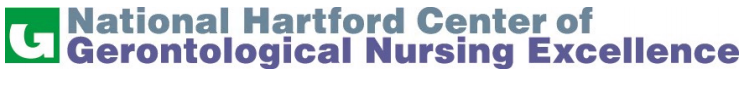 National Hartford Center of
Gerontological Nursing Excellence